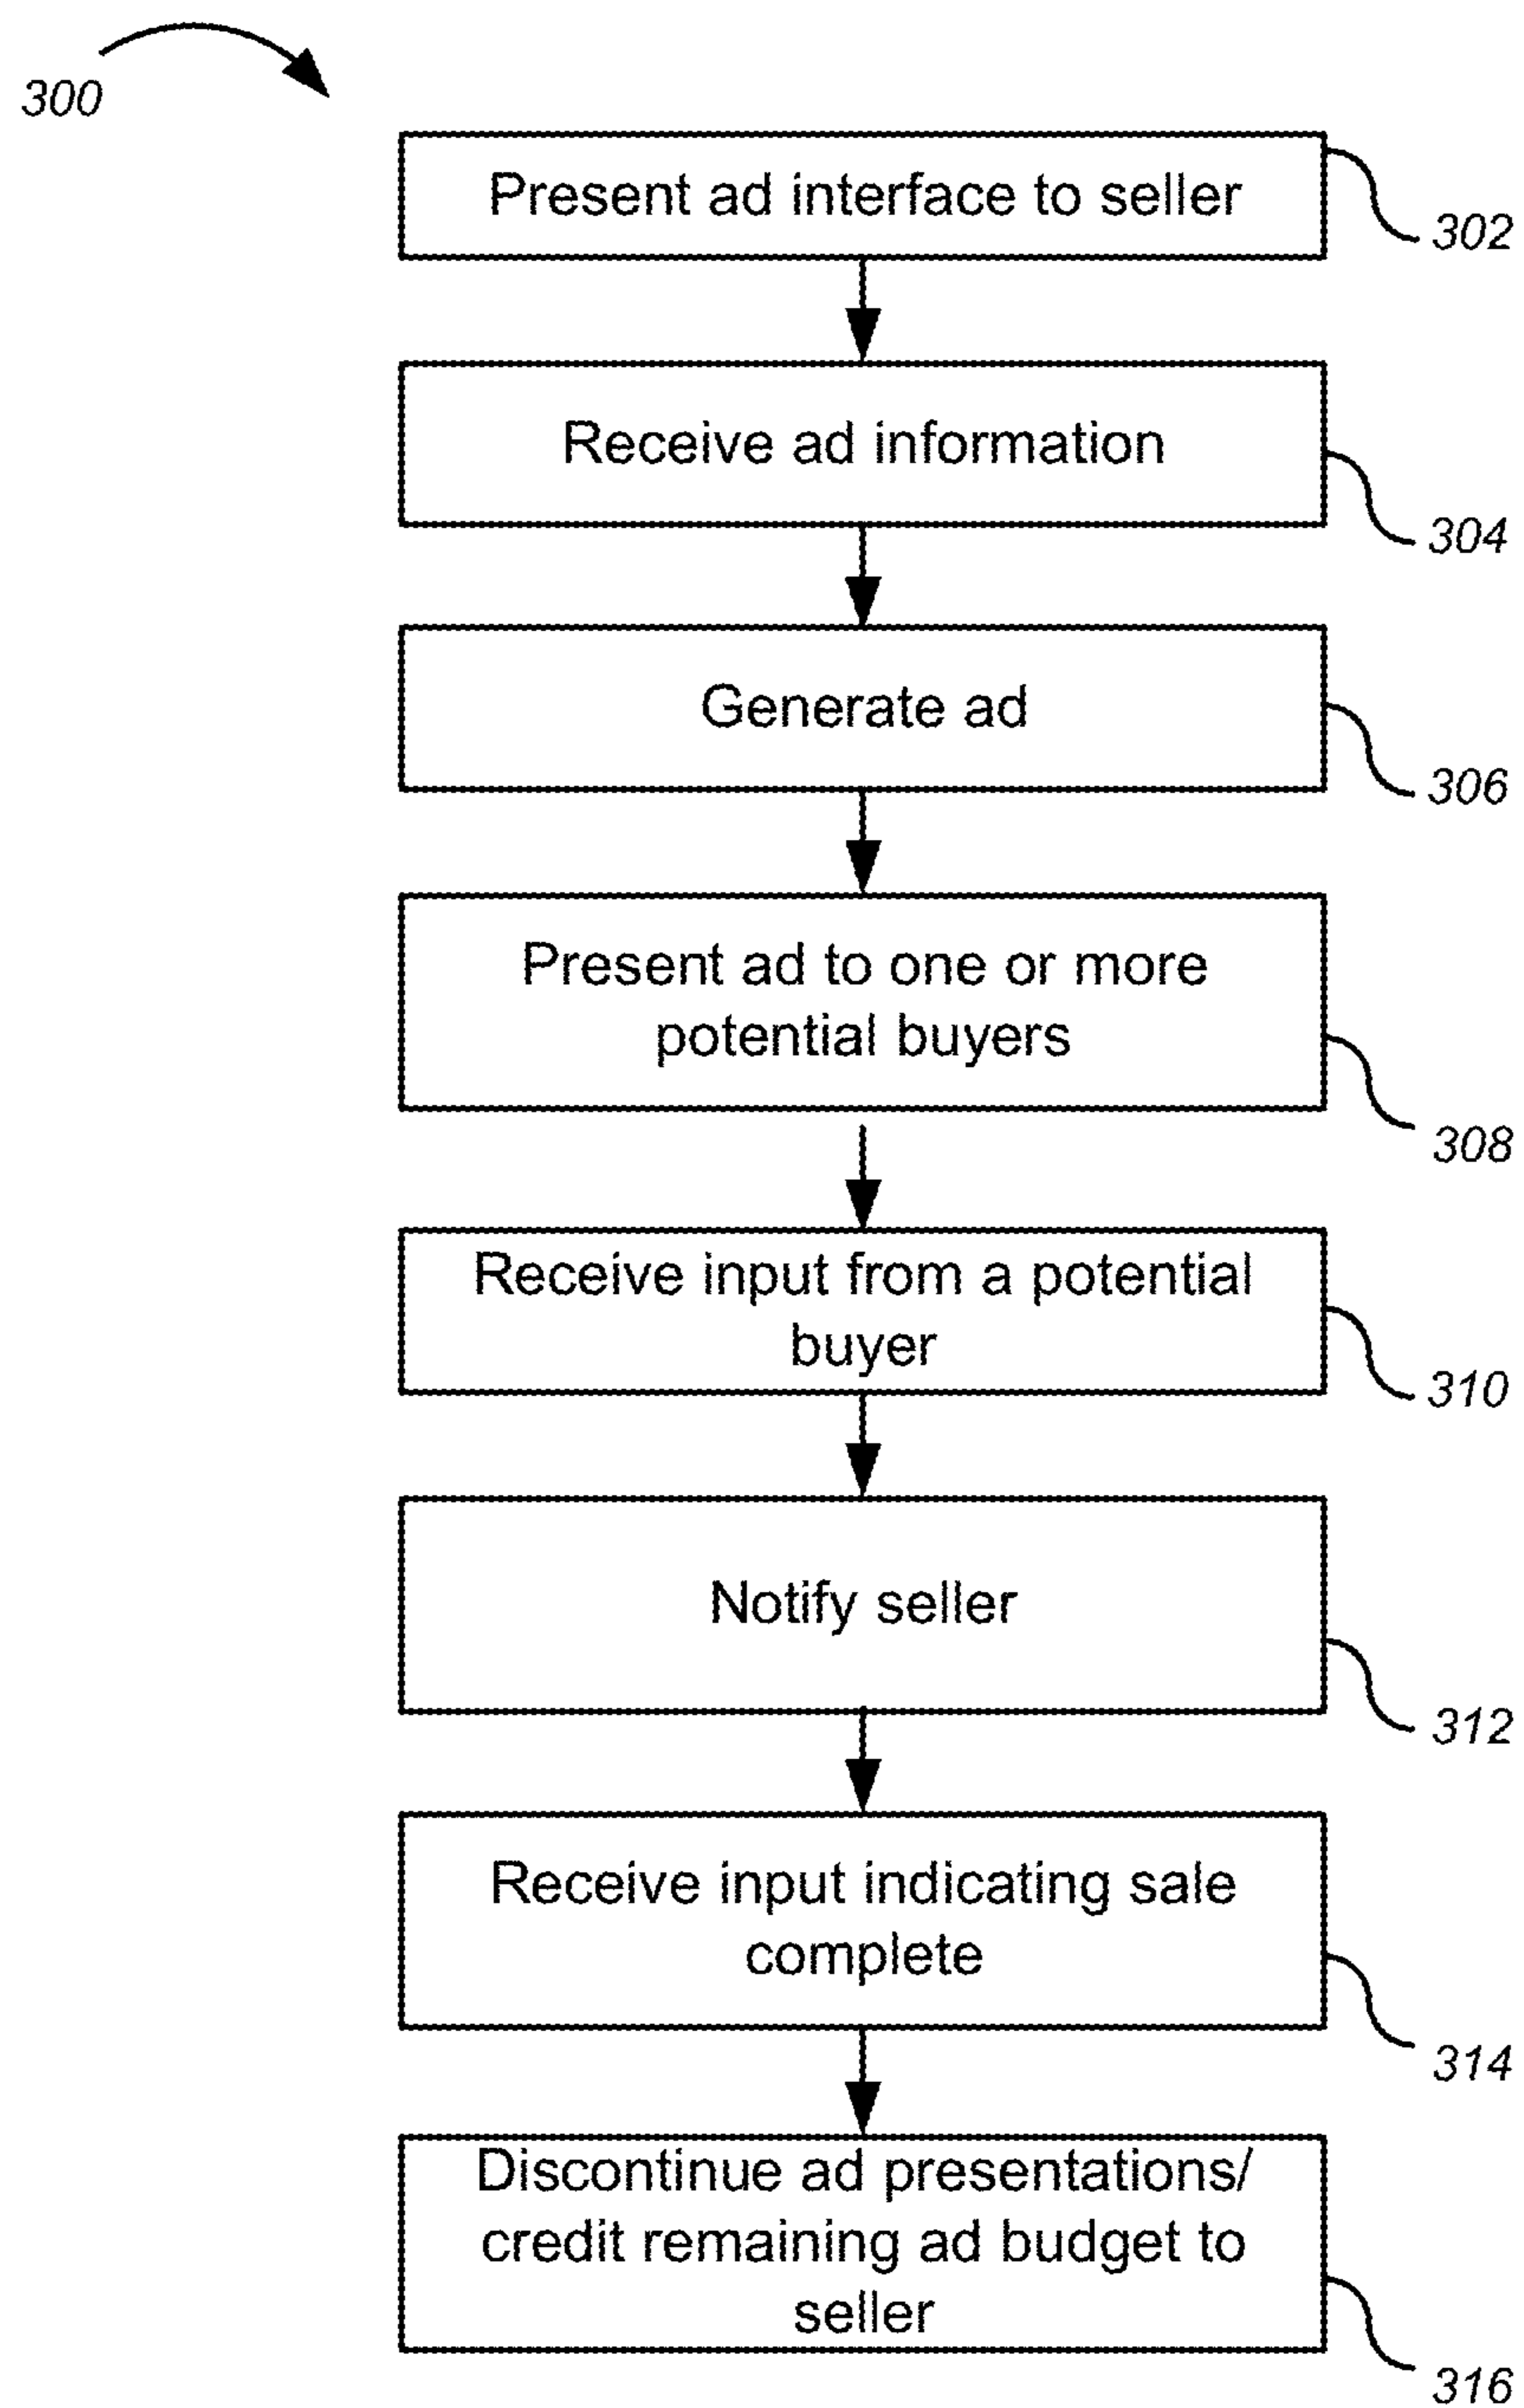 300
Present ad interface to seller
302
Receive ad information
304
Generate ad
306
Present ad to one or more
potential buyers
308
Receive input from a potential
buyer
310
Notify seller
312
Receive input indicating sale
complete
314
Discontinue ad presentations/
credit remaining ad budget to
seller
316